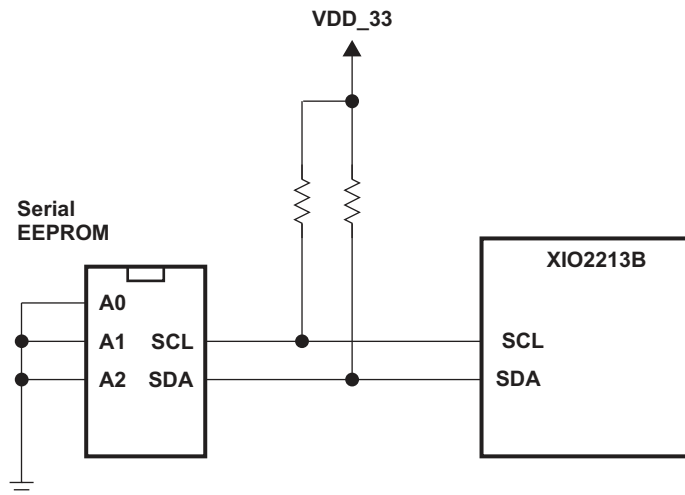 VDD_33
Serial
EEPROM
XIO2213B
A0
A1 SCL
SCL
A2 SDA
SDA